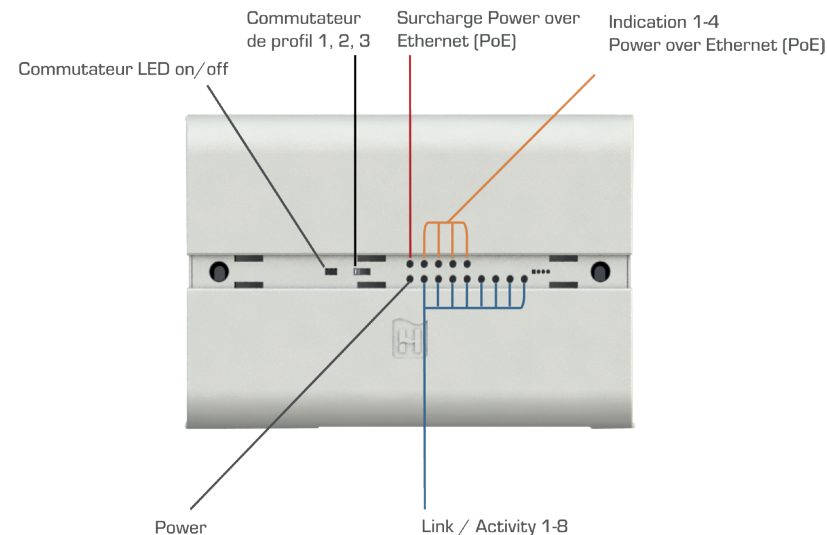 Commutateur
de profil 1, 2, 3
Surcharge Power over
Ethernet (PoE)
Indication 1-4
Power over Ethernet (PoE)
Commutateur LED on/off
Power
Link / Activity 1-8